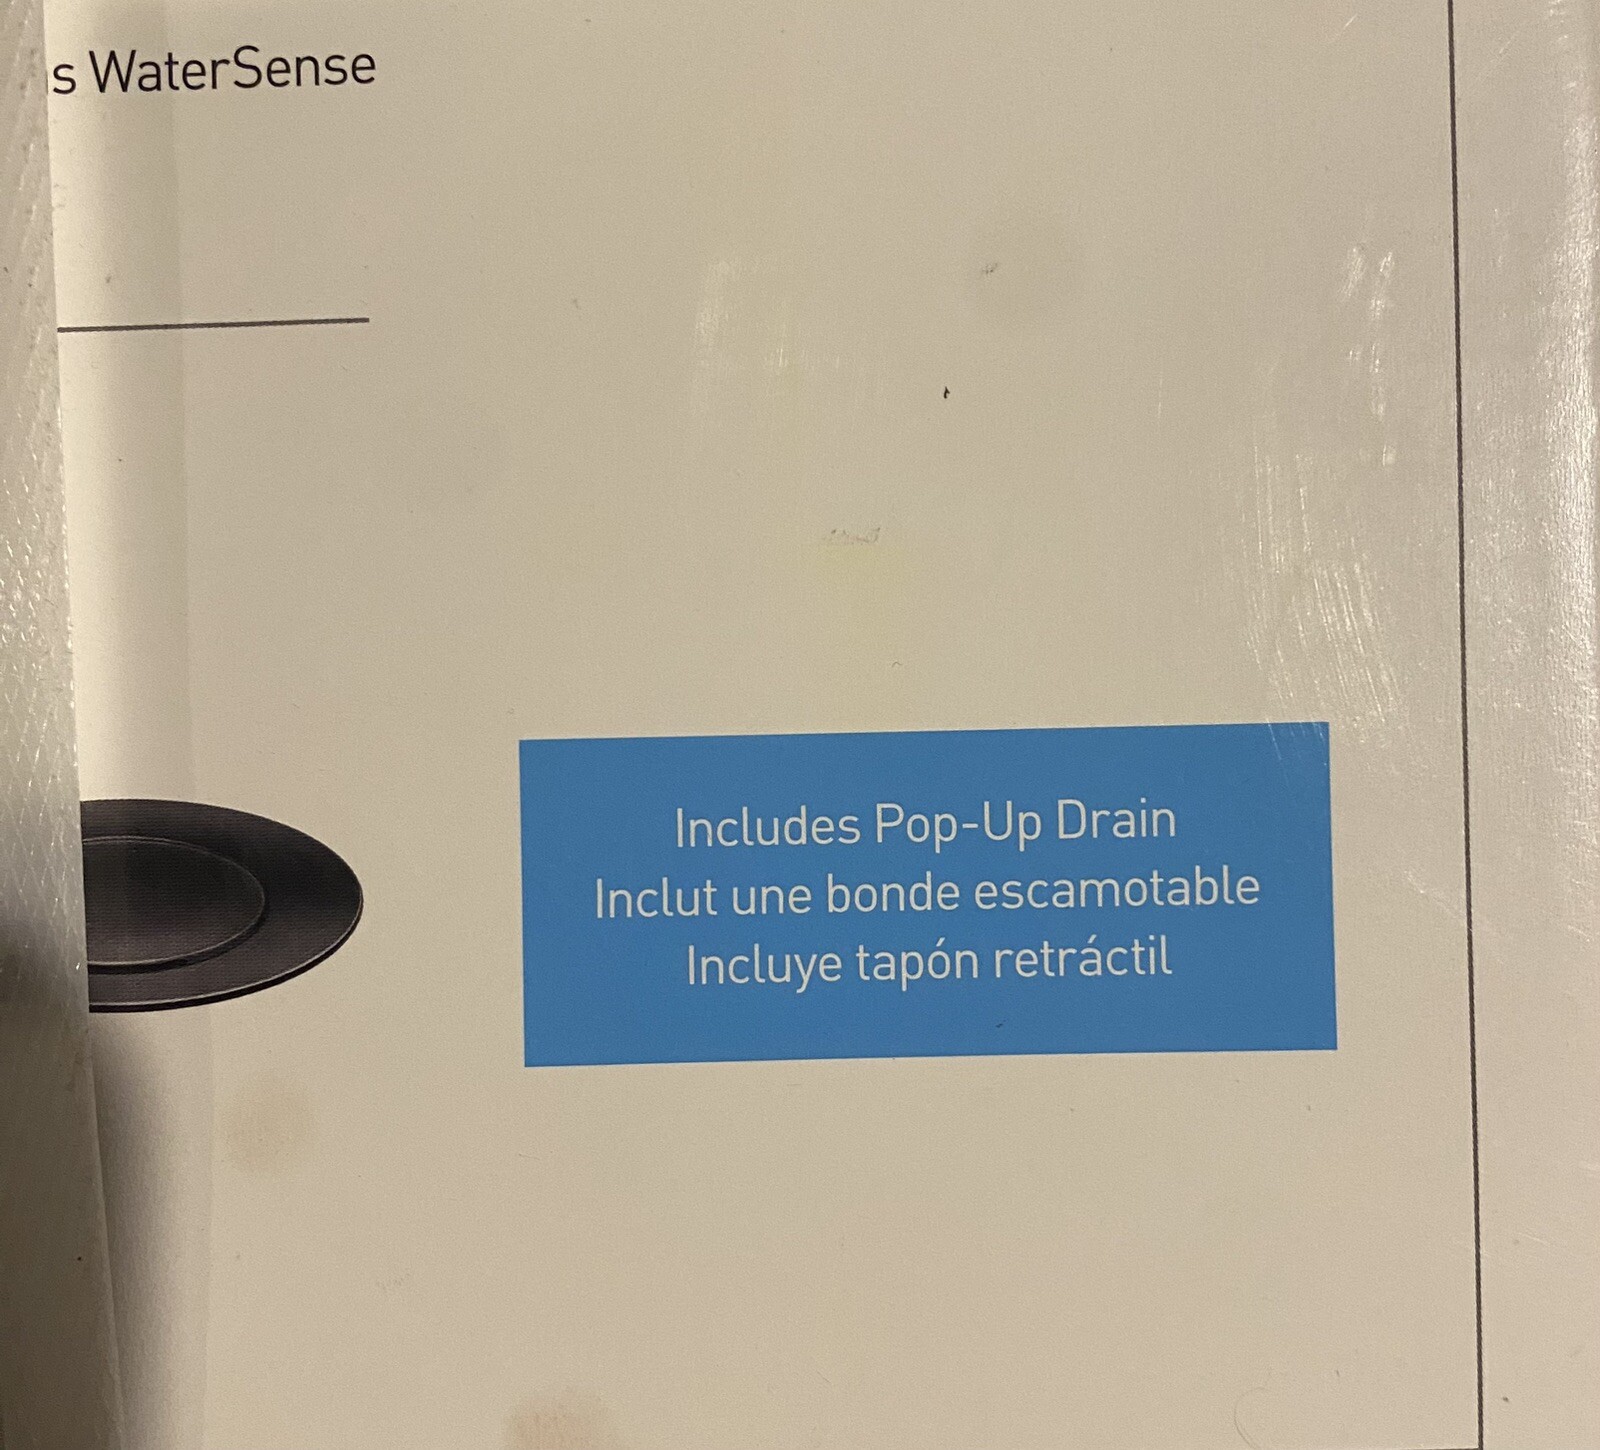 s WaterSense
Includes Pop-Up Drain
Inclut une bonde escamotable
Incluye tapón retráctil